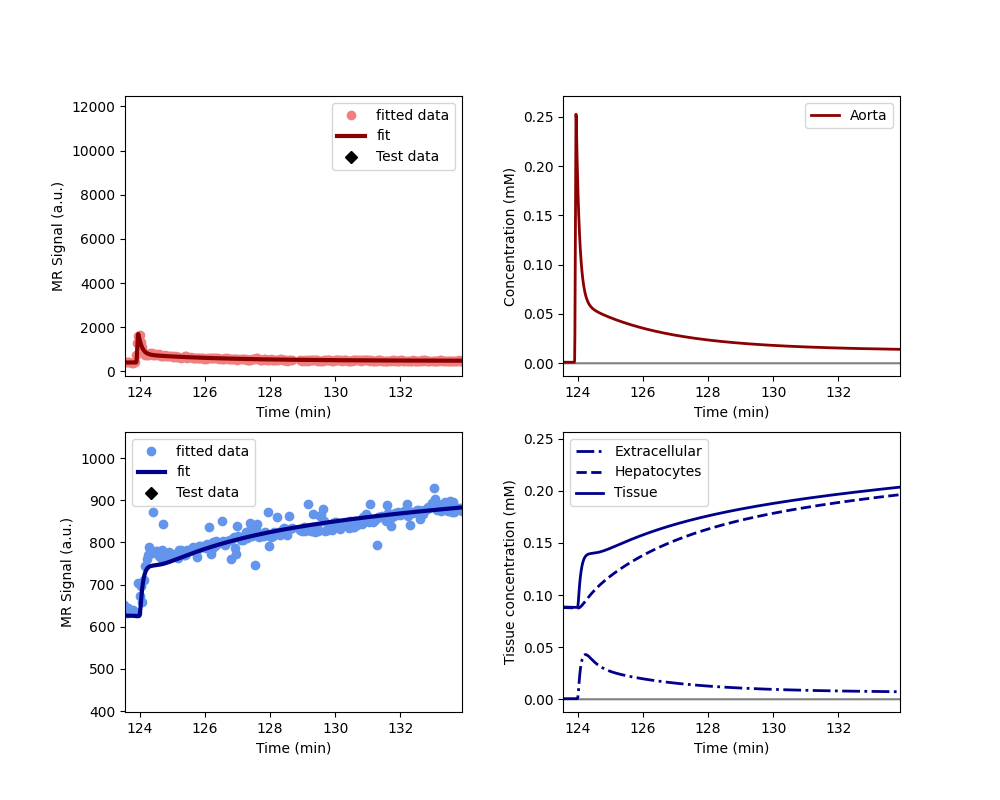 12000
10000
8000
6000
4000
2000
0
MR Signal (a.u.)
fitted data
fit
Test data
124 126 128 130 132
Time (min)
0.25
0.20
0.15
0.10
0.05
0.00
Concentration (mM)
Aorta
124 126 128 130 132
Time (min)
1000
900
800
700
600
500
400
MR Signal (a.u.)
fitted data
fit
Test data
124 126 128 130 132
Time (min)
0.25
0.20
0.15
0.10
0.05
0.00
Tissue concentration (mM)
Extracellular
Hepatocytes
Tissue
124 126 128 130 132
Time (min)